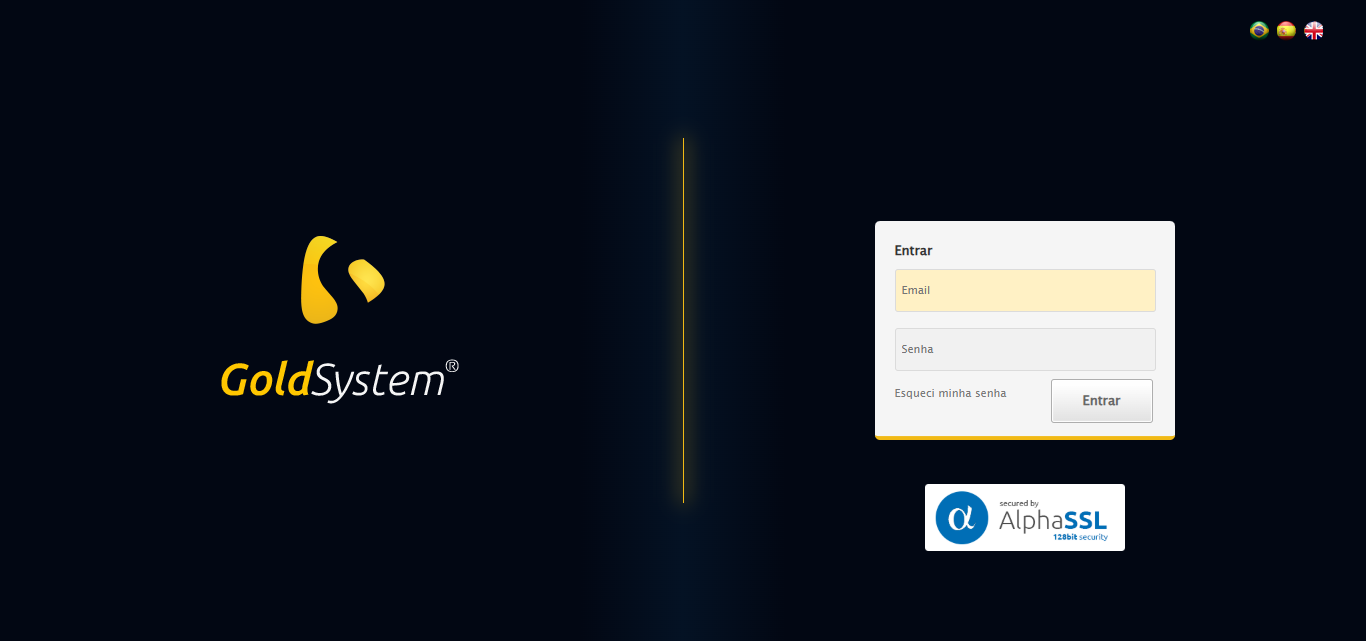 GoldSystem®
Entrar
Email
Senha
Esqueci minha senha
Entrar
secured by
AlphaSSL
128bit security